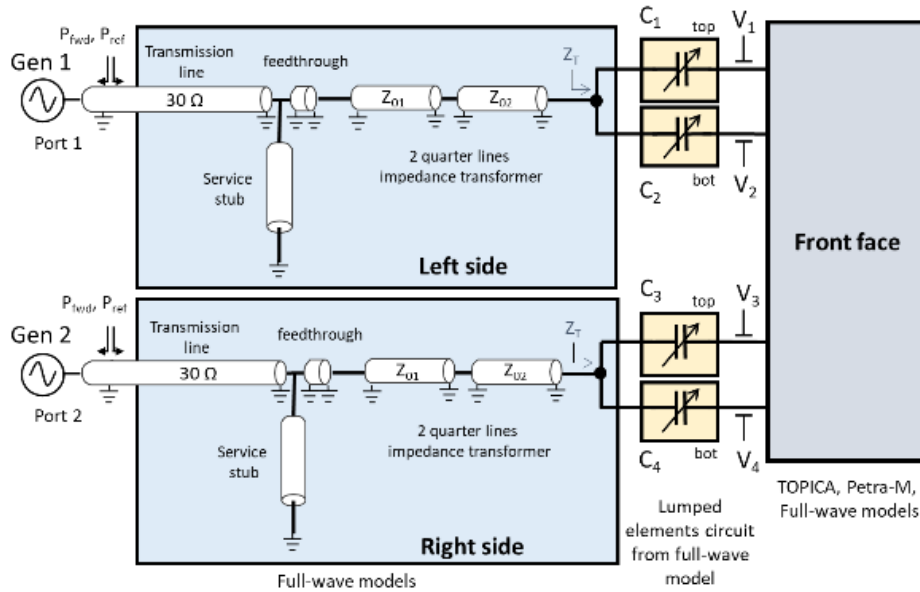 P_fwd, P_ref
Gen 1
Port 1
Transmission
line
30 Ω
feedthrough
Z_01
Z_02
Z_T
2 quarter lines
impedance transformer
Service
stub
Left side
C_1
top
V_1
C_2
bot
V_2
Front face
P_fwd, P_ref
Gen 2
Port 2
Transmission
line
30 Ω
feedthrough
Z_01
Z_02
Z_T
2 quarter lines
impedance transformer
Service
stub
Right side
C_3
top
V_3
C_4
bot
V_4
Full-wave models
Lumped
elements circuit
from full-wave
model
TOPICA, Petra-M,
Full-wave models